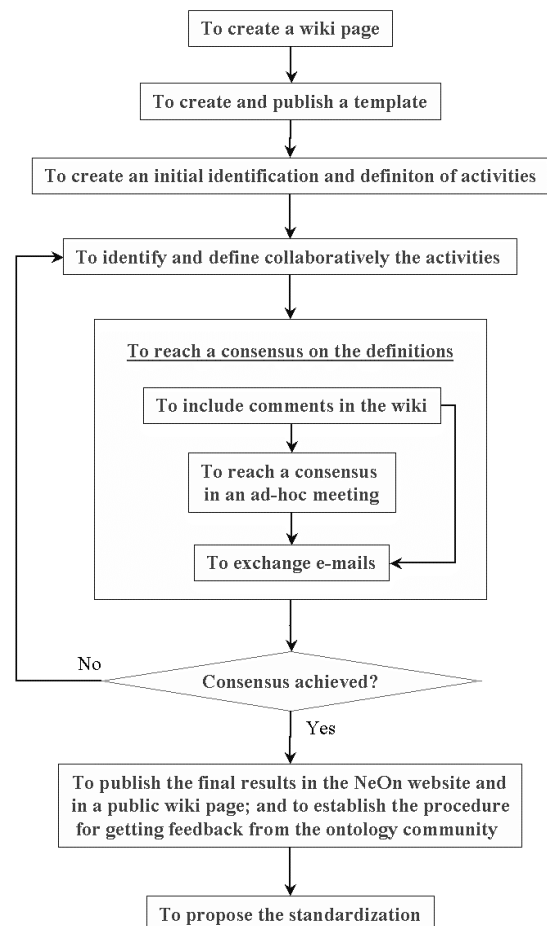 To create a wiki page
To create and publish a template
To create an initial identification and definiton of activities
To identify and define collaboratively the activities
To reach a consensus on the definitions
To include comments in the wiki
To reach a consensus
in an ad-hoc meeting
To exchange e-mails
No
Consensus achieved?
Yes
To publish the final results in the NeOn website and
in a public wiki page; and to establish the procedure
for getting feedback from the ontology community
To propose the standardization